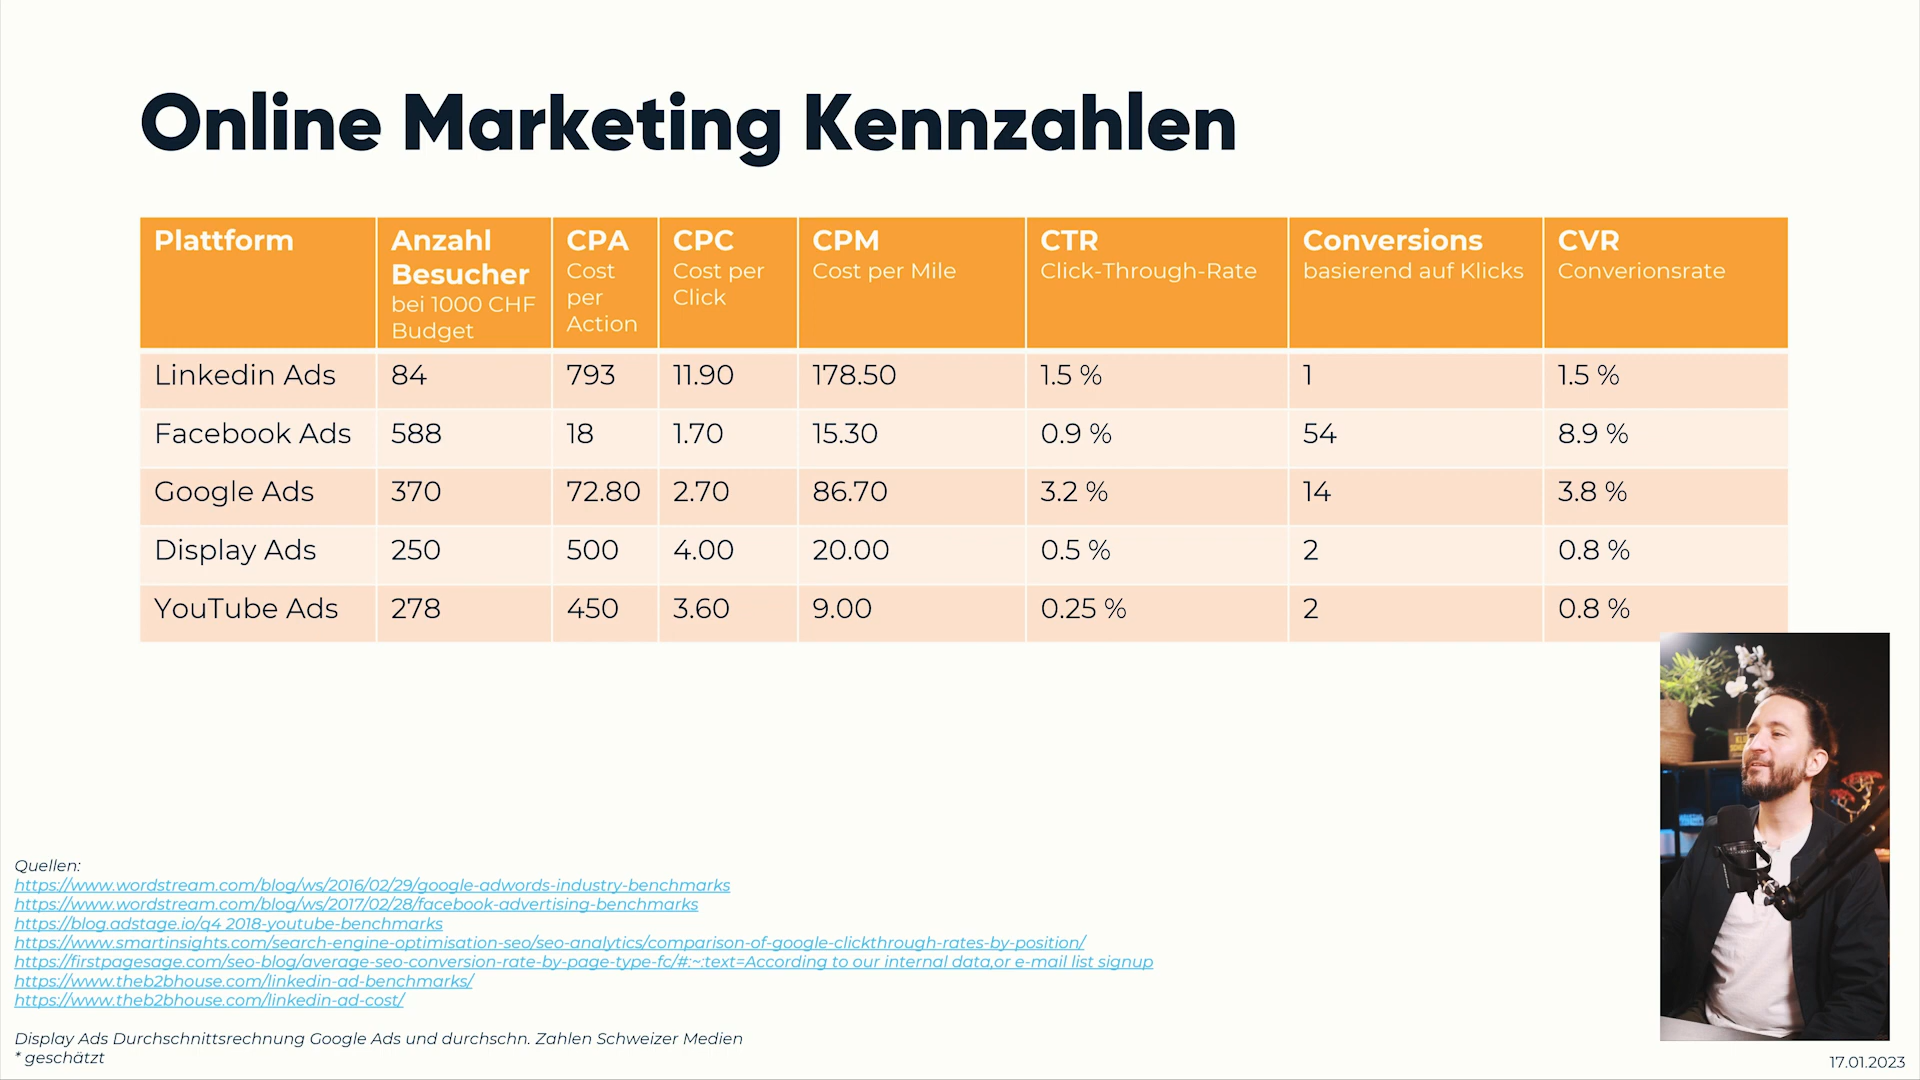 Online Marketing Kennzahlen
Plattform
Anzahl
Besucher
bei 1000 CHF
Budget
CPA
Cost
per
Action
CPC
Cost per
Click
CPM
Cost per Mile
CTR
Click-Through-Rate
Conversions
basierend auf Klicks
CVR
Converionsrate
Linkedin Ads 84 793 11.90 178.50 1.5 % 1 1.5 %
Facebook Ads 588 18 1.70 15.30 0.9 % 54 8.9 %
Google Ads 370 72.80 2.70 86.70 3.2 % 14 3.8 %
Display Ads 250 500 4.00 20.00 0.5 % 2 0.8 %
YouTube Ads 278 450 3.60 9.00 0.25 % 2 0.8 %
Quellen:
https://www.wordstream.com/blog/ws/2016/02/29/google-adwords-industry-benchmarks
https://www.wordstream.com/blog/ws/2017/02/28/facebook-advertising-benchmarks
https://blog.adstage.io/q4 2018-youtube-benchmarks
https://www.smartinsights.com/search-engine-optimisation-seo/seo-analytics/comparison-of-google-clickthrough-rates-by-position/
https://firstpagesage.com/seo-blog/average-seo-conversion-rate-by-page-type-fc/#:~:text=According to our internal data,or e-mail list signup
https://www.theb2bhouse.com/linkedin-ad-benchmarks/
https://www.theb2bhouse.com/linkedin-ad-cost/
Display Ads Durchschnittsrechnung Google Ads und durchschn. Zahlen Schweizer Medien
* geschätzt
17.01.2023